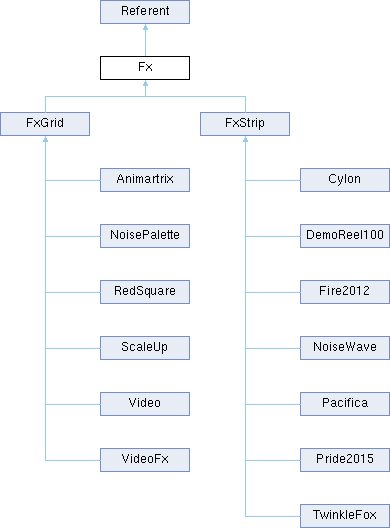 Referent
Fx
FxGrid
FxStrip
Animartrix
Cylon
NoisePalette
DemoReel100
RedSquare
Fire2012
ScaleUp
NoiseWave
Video
Pacifica
VideoFx
Pride2015
TwinkleFox